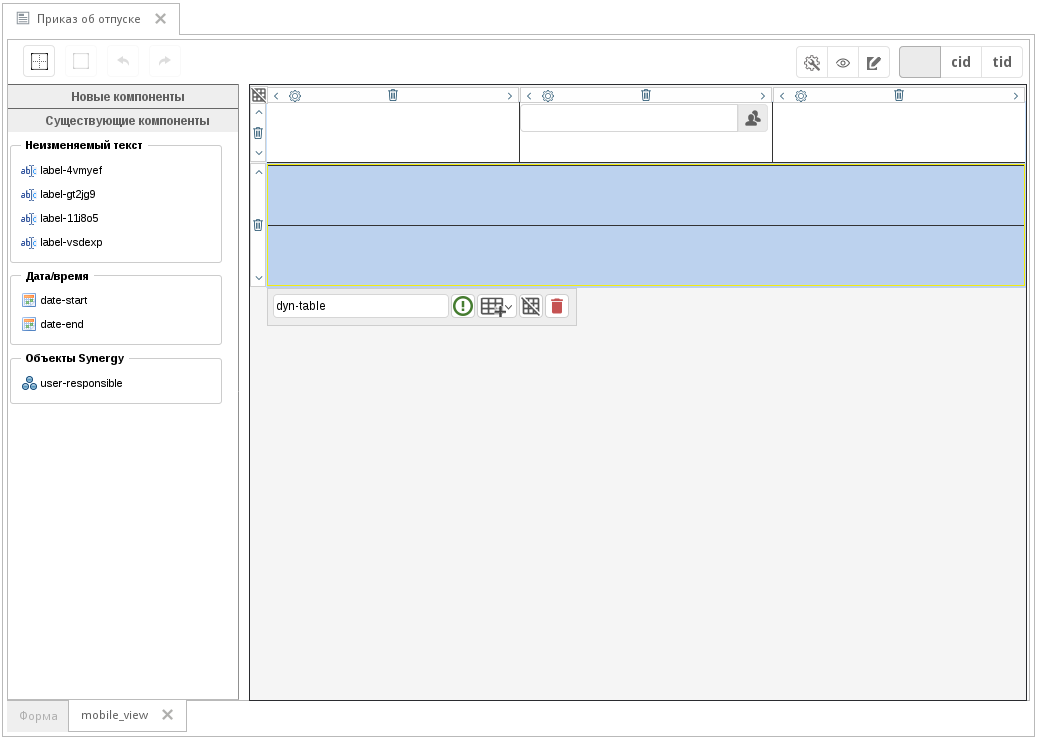 Приказ об отпуске
cid
tid
Новые компоненты
Существующие компоненты
Неизменяемый текст
label-4vmyef
label-gt2jg9
label-11i8o5
label-vsdexp
Дата/время
date-start
date-end
Объекты Synergy
user-responsible
dyn-table
Форма
mobile_view